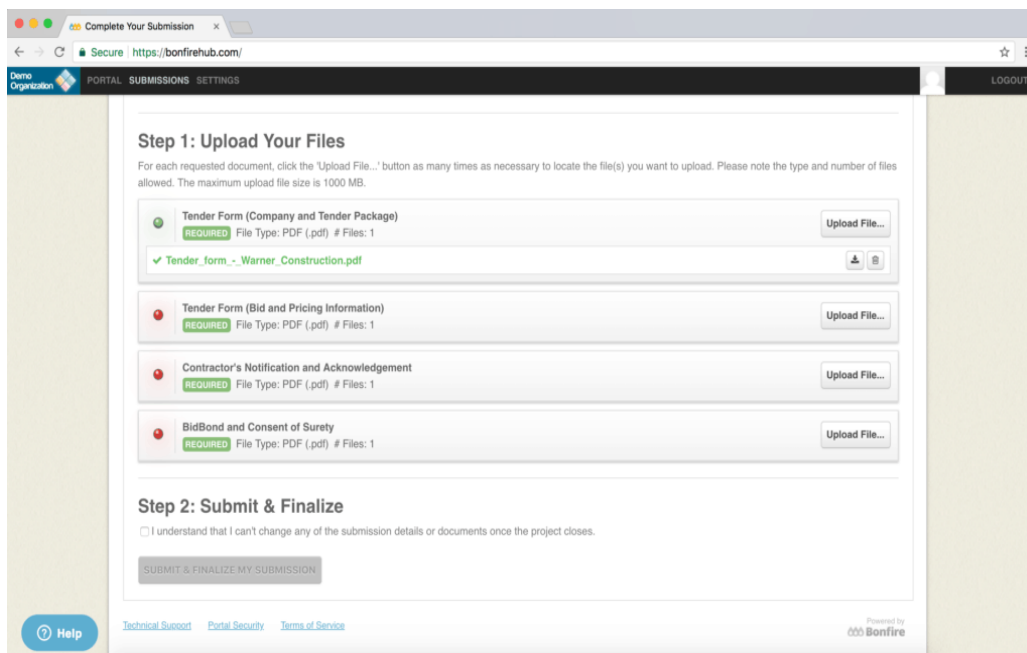 Complete Your Submission
Secure https://bonfirehub.com/
Demo
Organization
PORTAL SUBMISSIONS SETTINGS
LOGOUT
Step 1: Upload Your Files
For each requested document, click the 'Upload File...' button as many times as necessary to locate the file(s) you want to upload. Please note the type and number of files
allowed. The maximum upload file size is 1000 MB.
Tender Form (Company and Tender Package)
REQUIRED File Type: PDF (.pdf) # Files: 1
Upload File...
Tender_form_-_Warner_Construction.pdf
Tender Form (Bid and Pricing Information)
REQUIRED File Type: PDF (.pdf) # Files: 1
Upload File...
Contractor's Notification and Acknowledgement
REQUIRED File Type: PDF (.pdf) # Files: 1
Upload File...
BidBond and Consent of Surety
REQUIRED File Type: PDF (.pdf) # Files: 1
Upload File...
Step 2: Submit & Finalize
I understand that I can't change any of the submission details or documents once the project closes.
SUBMIT & FINALIZE MY SUBMISSION
Technical Support Portal Security Terms of Service
Powered by
Bonfire
? Help